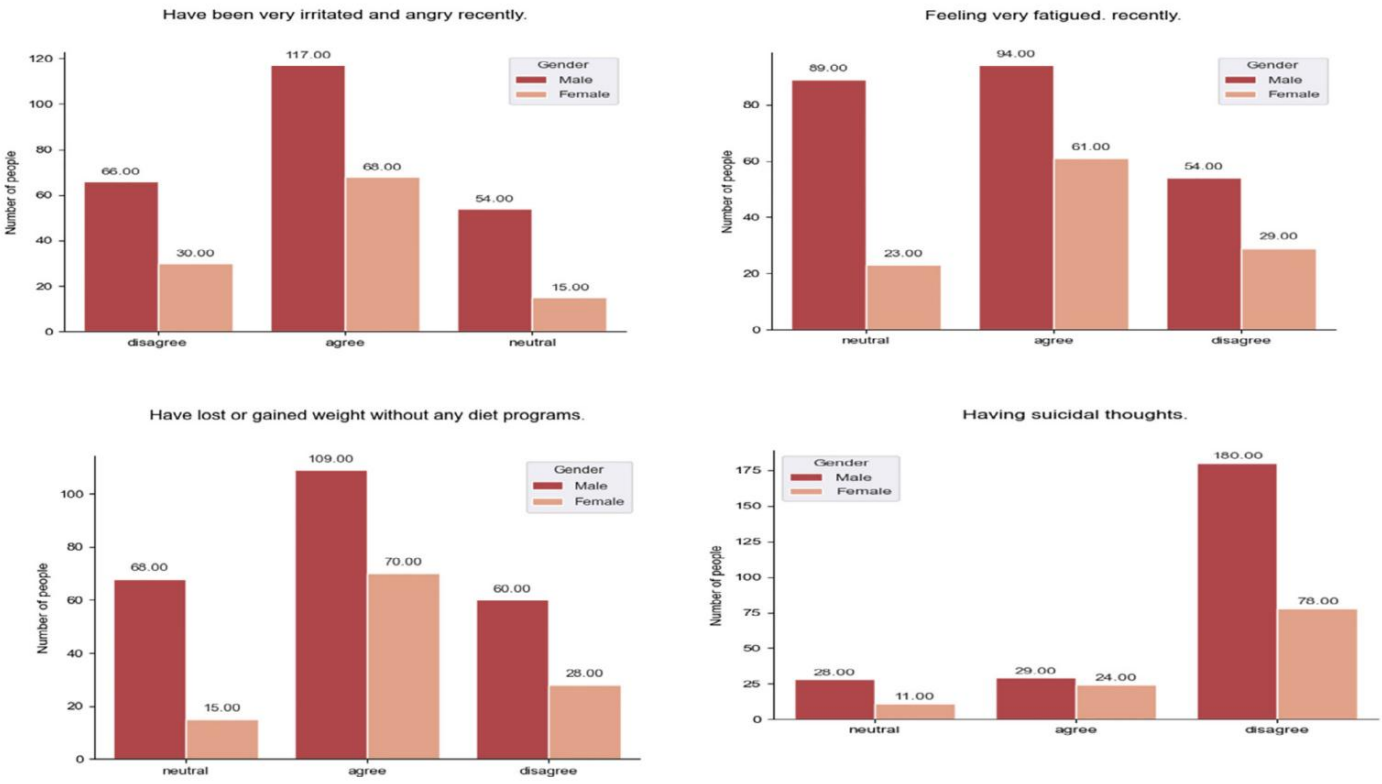 Have been very irritated and angry recently.
Number of people
120
100
80
60
40
20
0
66.00
30.00
117.00
68.00
54.00
15.00
Gender
Male
Female
disagree
agree
neutral
Feeling very fatigued. recently.
Number of people
80
60
40
20
0
89.00
23.00
94.00
61.00
54.00
29.00
Gender
Male
Female
neutral
agree
disagree
Have lost or gained weight without any diet programs.
Number of people
100
80
60
40
20
0
68.00
15.00
109.00
70.00
60.00
28.00
Gender
Male
Female
neutral
agree
disagree
Having suicidal thoughts.
Number of people
175
150
125
100
75
50
25
0
Gender
Male
Female
28.00
11.00
29.00
24.00
180.00
78.00
neutral
agree
disagree